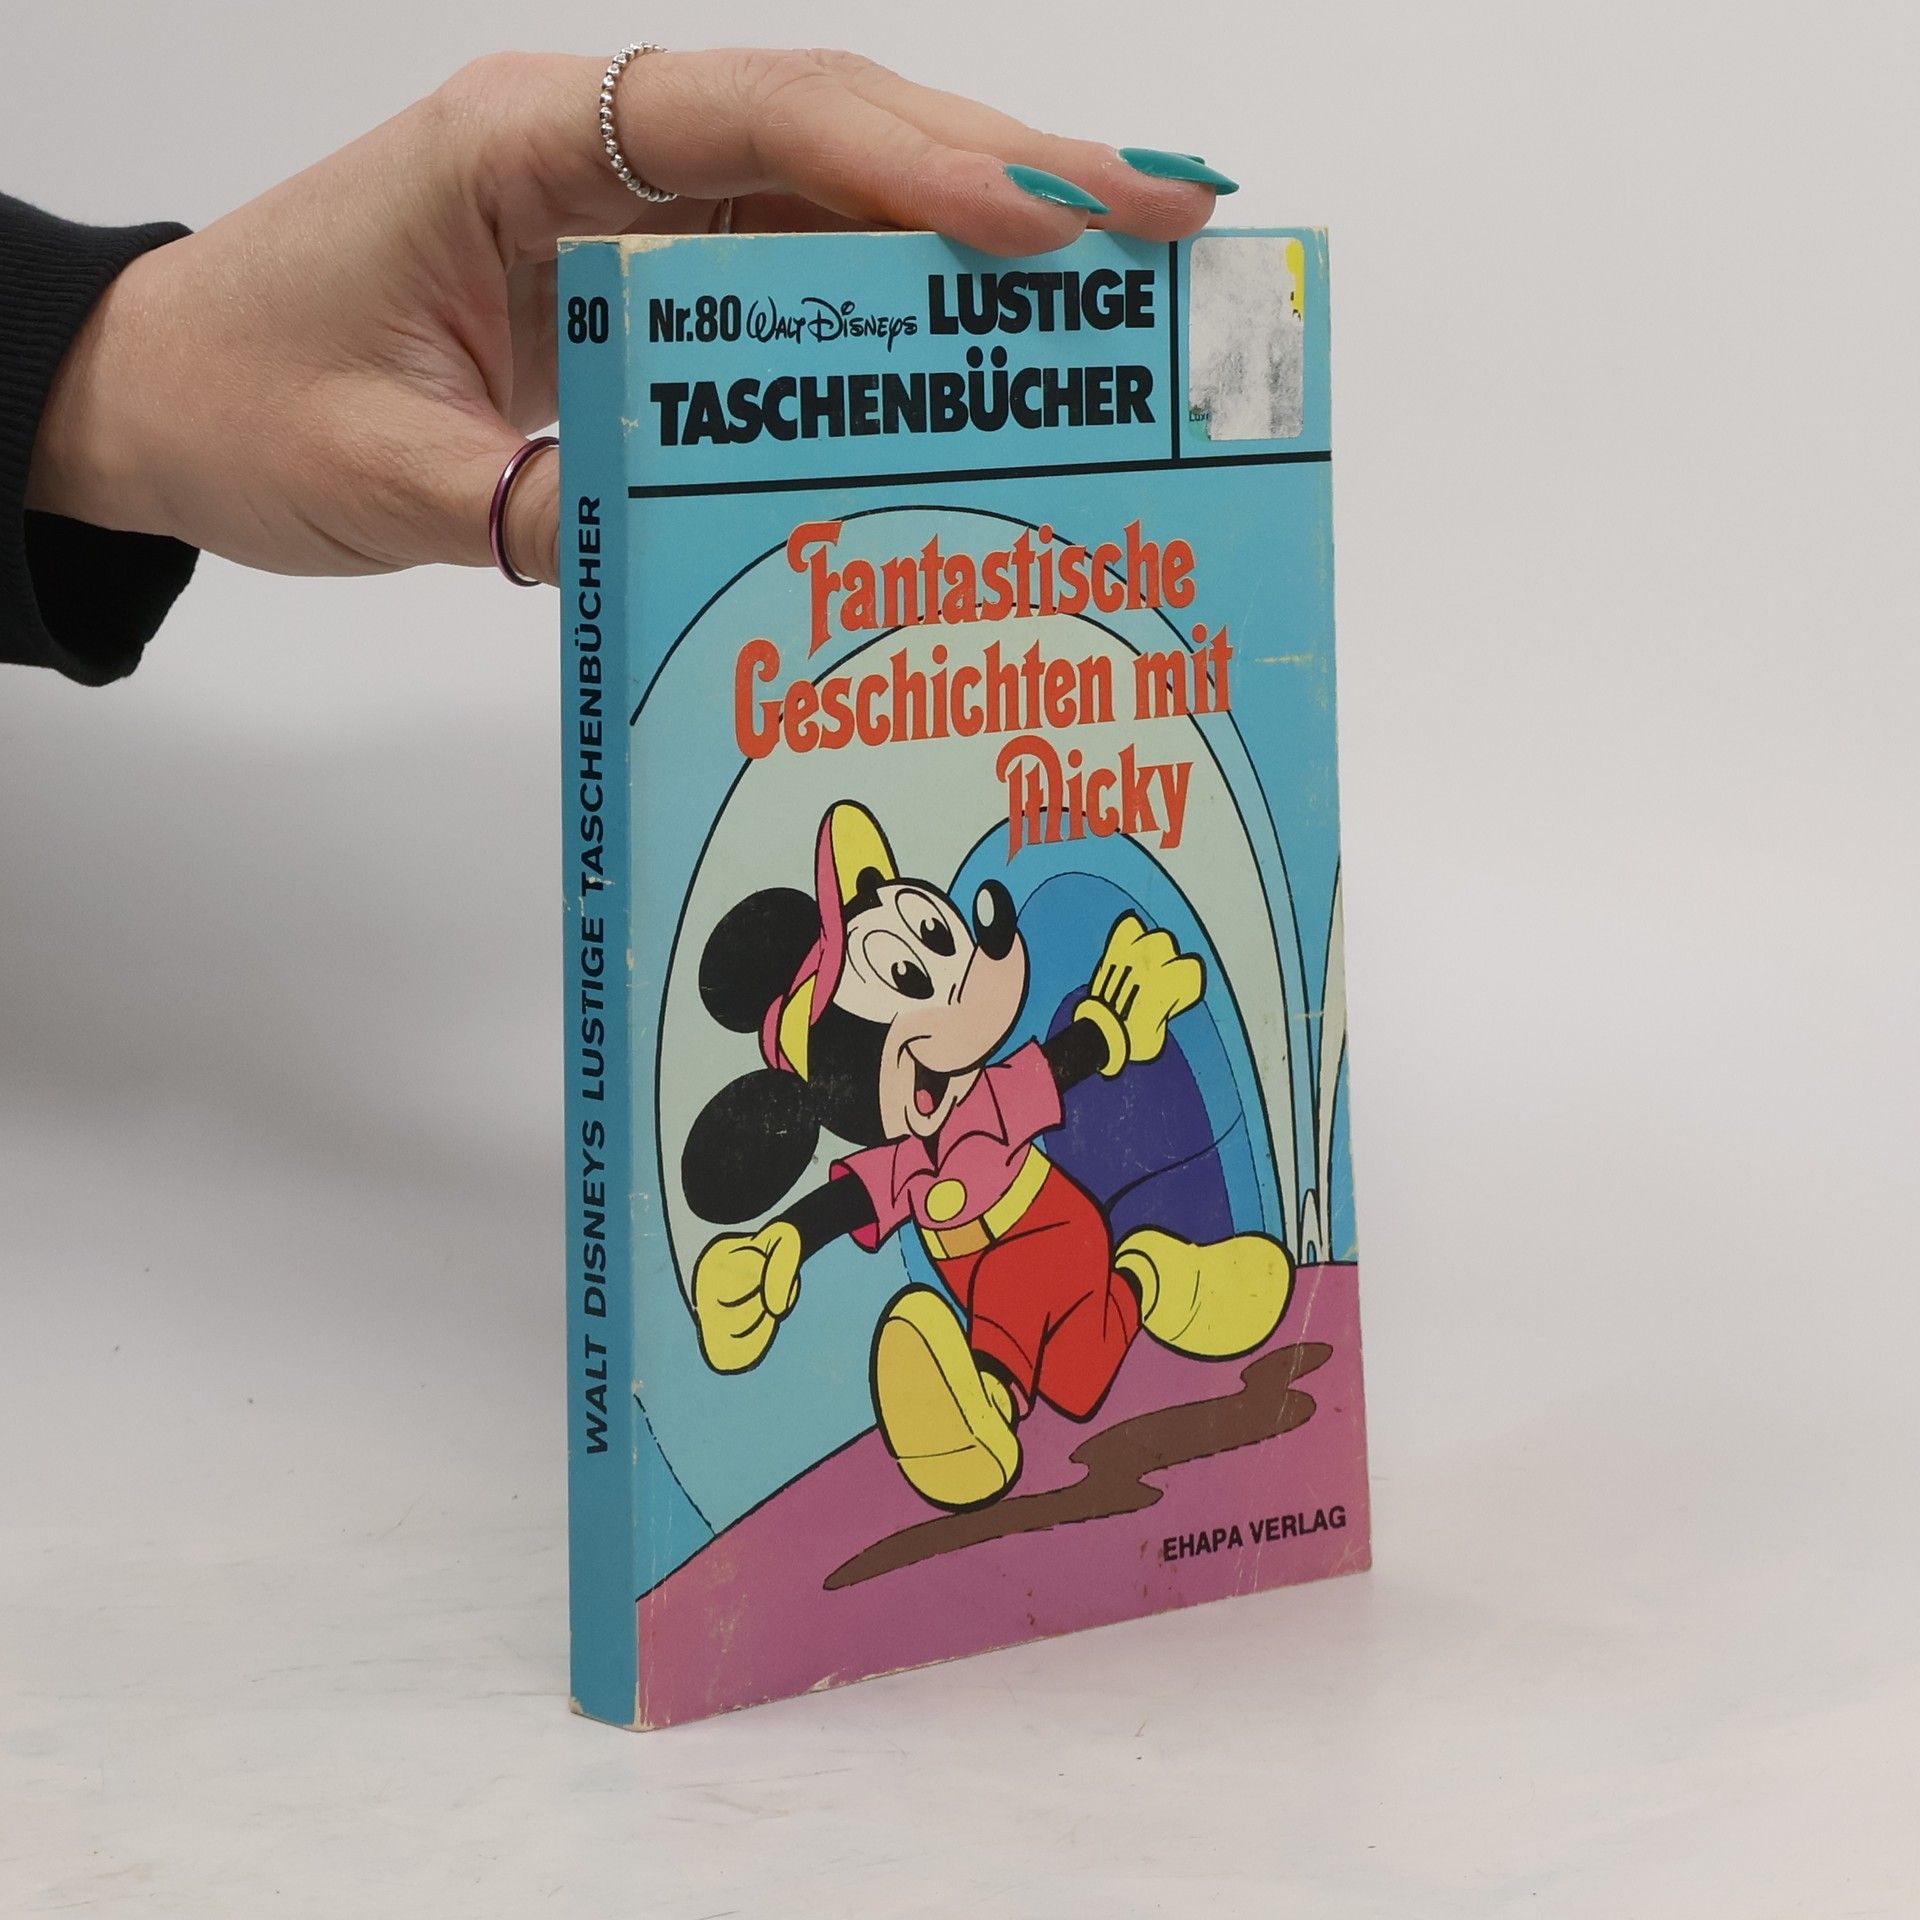 80
WALT DISNEYS LUSTIGE TASCHENBÜCHER
Nr.80 WALT DISNEYS LUSTIGE
TASCHENBÜCHER
Fantastische
Geschichten mit
Micky
EHAPA VERLAG